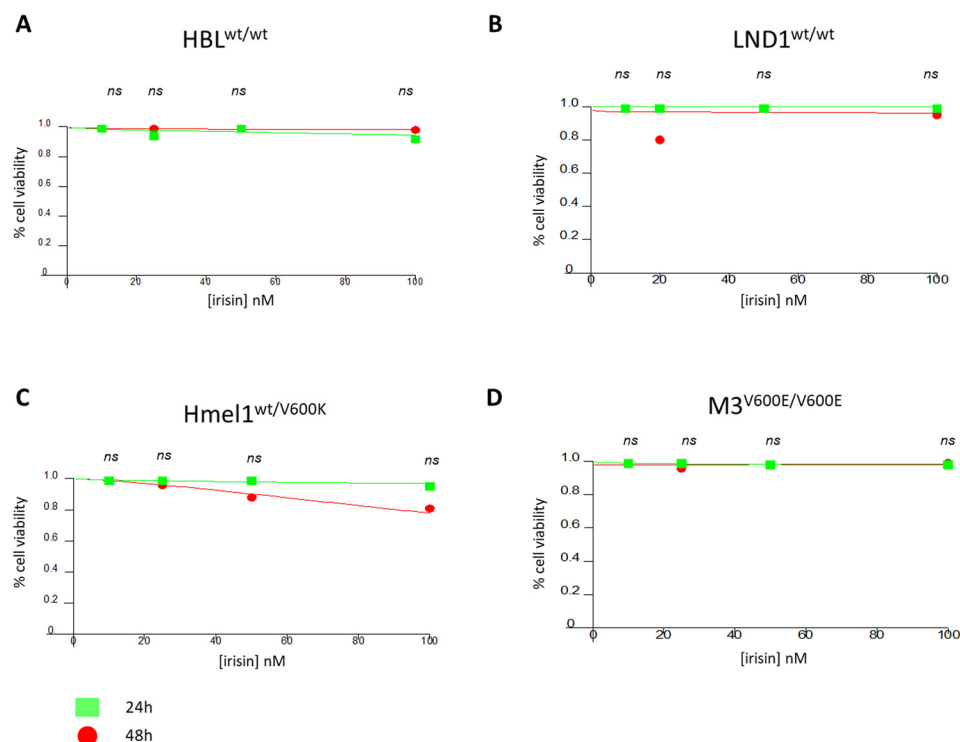 A
HBL^wt/wt
ns ns ns ns
1.0
0.8
0.6
0.4
0.2
0
0 20 40 60 80 100
% cell viability
[irisin] nM
B
LND1^wt/wt
ns ns ns ns
1.0
0.8
0.6
0.4
0.2
0
0 20 40 60 80 100
% cell viability
[irisin] nM
C
Hmel1^wt/V600K
ns ns ns ns
1.0
0.8
0.6
0.4
0.2
0
0 20 40 60 80 100
% cell viability
[irisin] nM
D
M3^V600E/V600E
ns ns ns ns
1.0
0.8
0.6
0.4
0.2
0
0 20 40 60 80 100
% cell viability
[irisin] nM
24h
48h